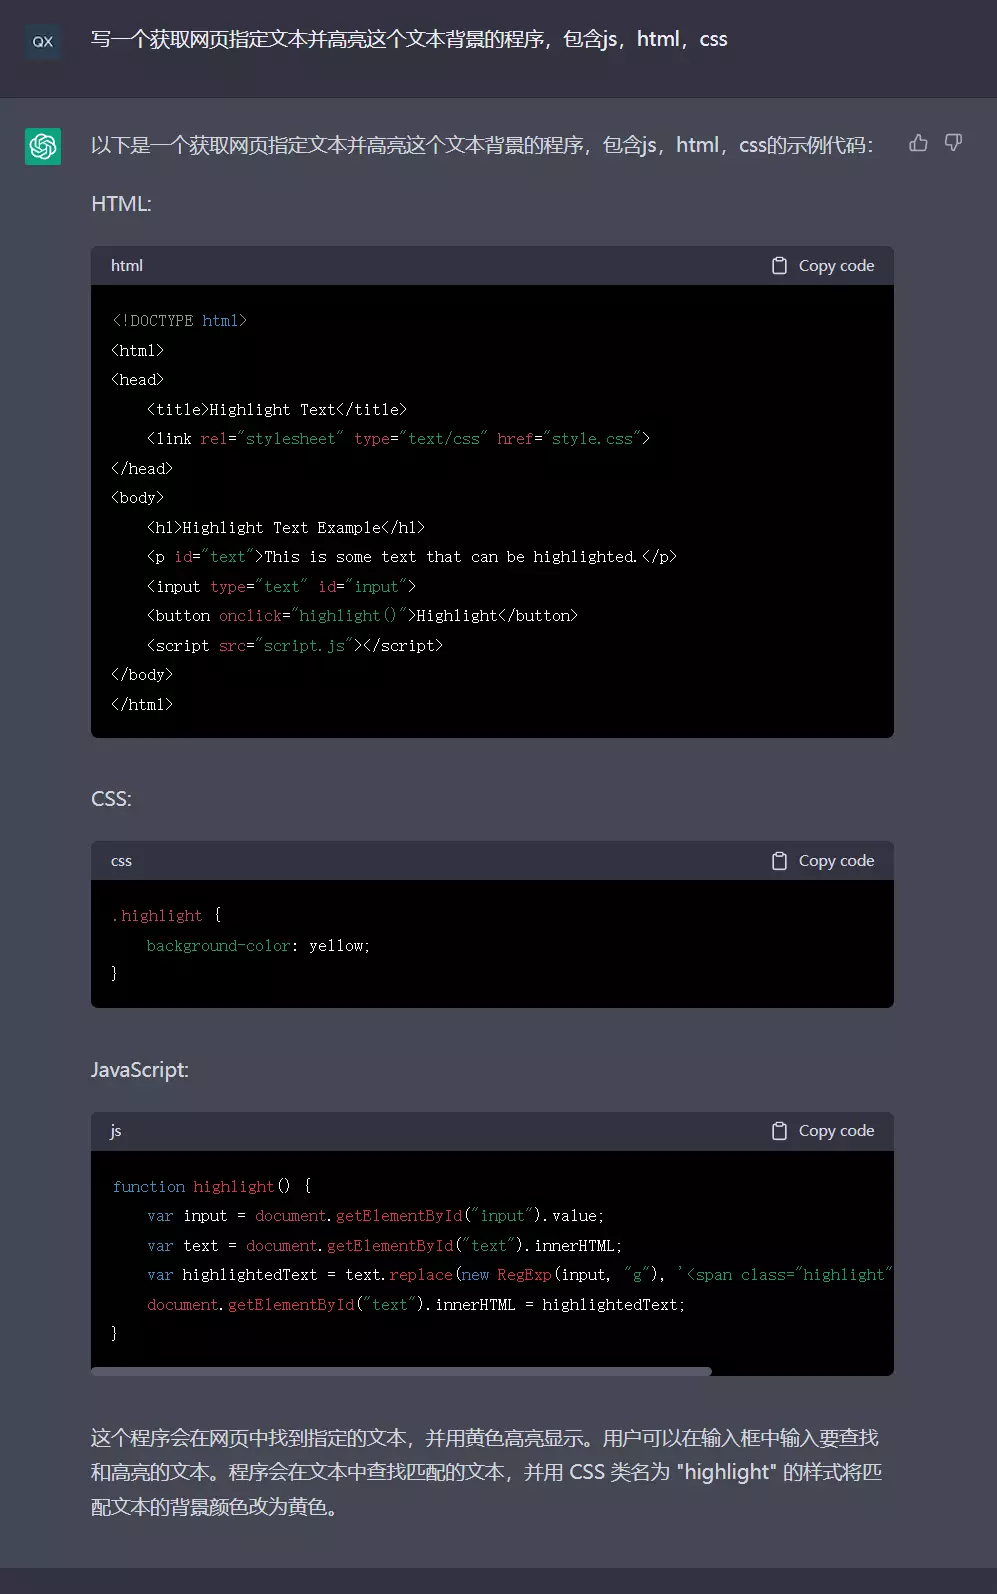 QX
写一个获取网页指定文本并高亮这个文本背景的程序，包含js，html，css
以下是一个获取网页指定文本并高亮这个文本背景的程序，包含js，html，css的示例代码：
HTML:
html
Copy code
<!DOCTYPE html>
<html>
<head>
    <title>Highlight Text</title>
    <link rel="stylesheet" type="text/css" href="style.css">
</head>
<body>
    <h1>Highlight Text Example</h1>
    <p id="text">This is some text that can be highlighted.</p>
    <input type="text" id="input">
    <button onclick="highlight()">Highlight</button>
    <script src="script.js"></script>
</body>
</html>
CSS:
css
Copy code
.highlight {
    background-color: yellow;
}
JavaScript:
js
Copy code
function highlight() {
    var input = document.getElementById("input").value;
    var text = document.getElementById("text").innerHTML;
    var highlightedText = text.replace(new RegExp(input, "g"), '<span class="highlight"
    document.getElementById("text").innerHTML = highlightedText;
}
这个程序会在网页中找到指定的文本，并用黄色高亮显示。用户可以在输入框中输入要查找
和高亮的文本。程序会在文本中查找匹配的文本，并用 CSS 类名为 "highlight" 的样式将匹
配文本的背景颜色改为黄色。